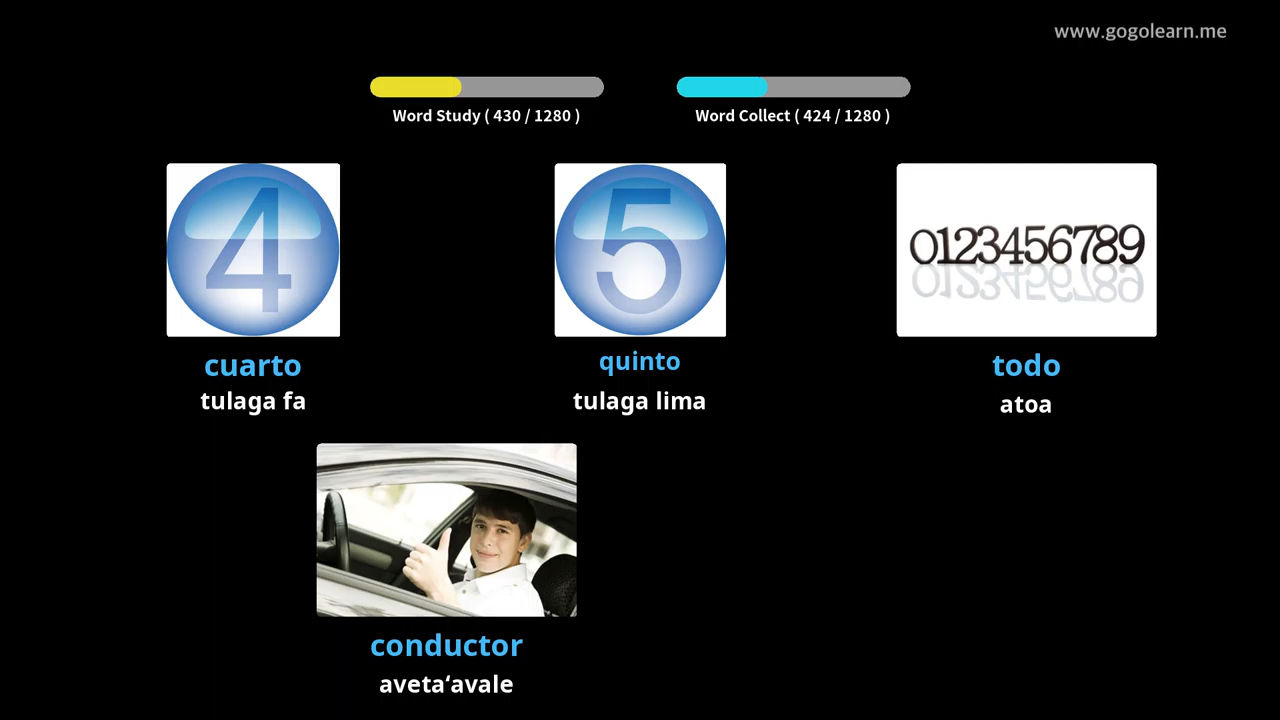 www.gogolearn.me
Word Study ( 430 / 1280 )
Word Collect ( 424 / 1280 )
4
5
0123456789
cuarto
quinto
todo
tulaga fa
tulaga lima
atoa
conductor
aveta‘avale